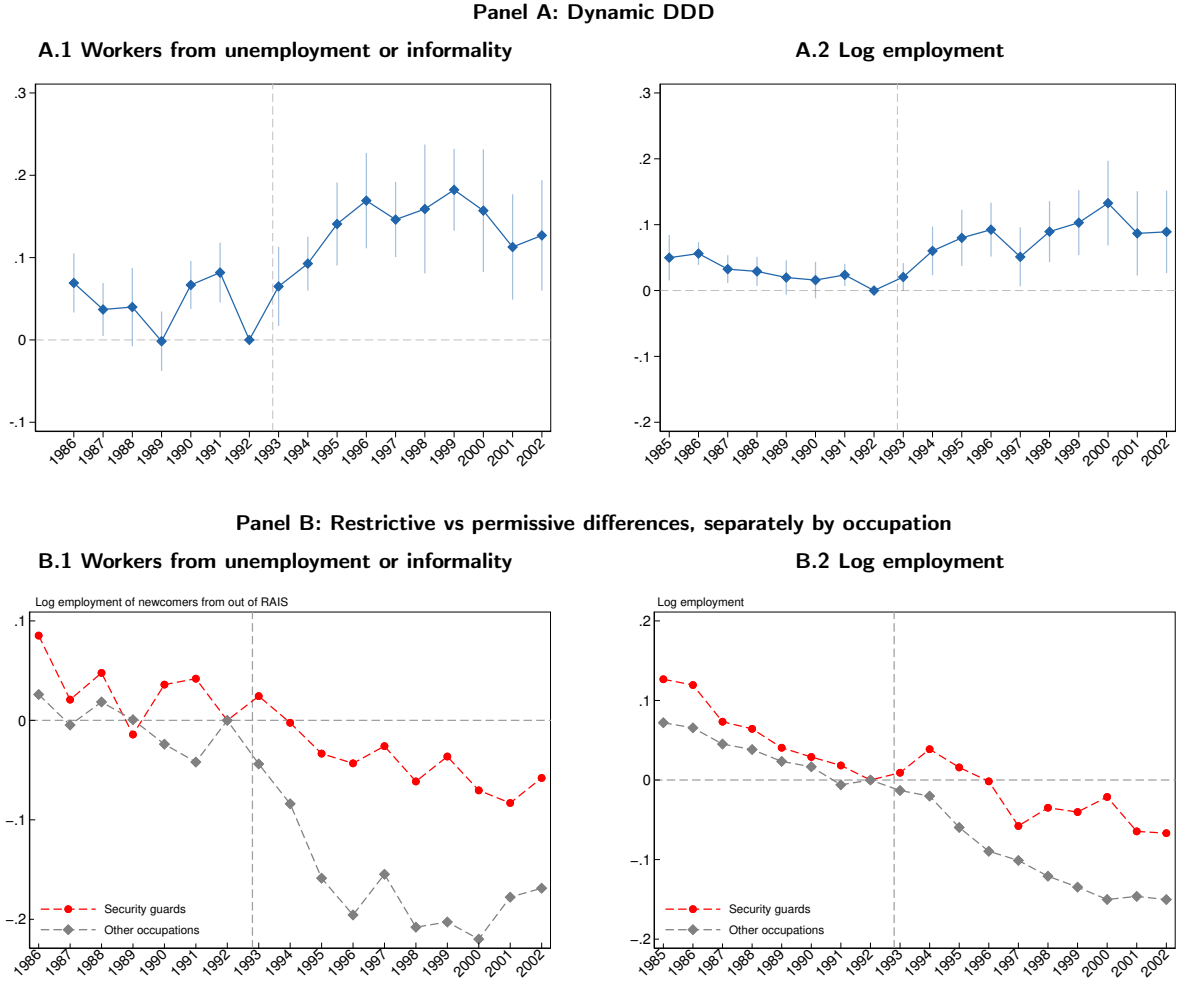 Panel A: Dynamic DDD
A.1 Workers from unemployment or informality
.3
.2
.1
0
-.1
1986 1987 1988 1989 1990 1991 1992 1993 1994 1995 1996 1997 1998 1999 2000 2001 2002
A.2 Log employment
.3
.2
.1
0
-.1
-.2
1985 1986 1987 1988 1989 1990 1991 1992 1993 1994 1995 1996 1997 1998 1999 2000 2001 2002
Panel B: Restrictive vs permissive differences, separately by occupation
B.1 Workers from unemployment or informality
Log employment of newcomers from out of RAIS
.1
0
-.1
-.2
Security guards
Other occupations
1986 1987 1988 1989 1990 1991 1992 1993 1994 1995 1996 1997 1998 1999 2000 2001 2002
B.2 Log employment
Log employment
.2
.1
0
-.1
-.2
Security guards
Other occupations
1985 1986 1987 1988 1989 1990 1991 1992 1993 1994 1995 1996 1997 1998 1999 2000 2001 2002